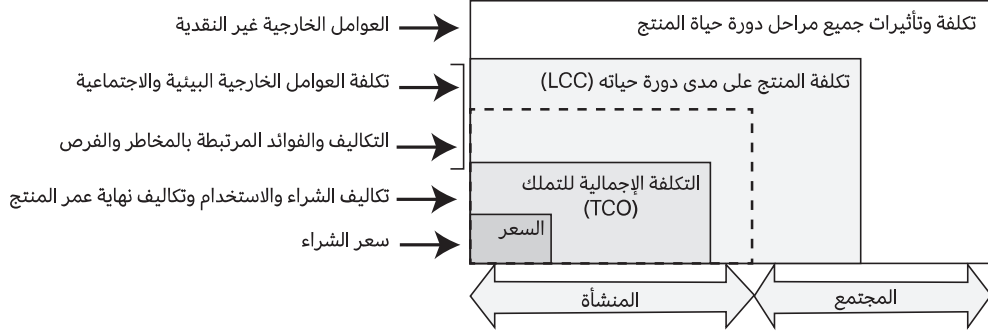 تكلفة وتأثيرات جميع مراحل دورة حياة المنتج
العوامل الخارجية غير النقدية
تكلفة المنتج على مدى دورة حياته (LCC)
تكلفة العوامل الخارجية البيئية والاجتماعية
التكاليف والفوائد المرتبطة بالمخاطر والفرص
التكلفة الإجمالية للتملك
(TCO)
تكاليف الشراء والاستخدام وتكاليف نهاية عمر المنتج
السعر
سعر الشراء
المجتمع
المنشأة